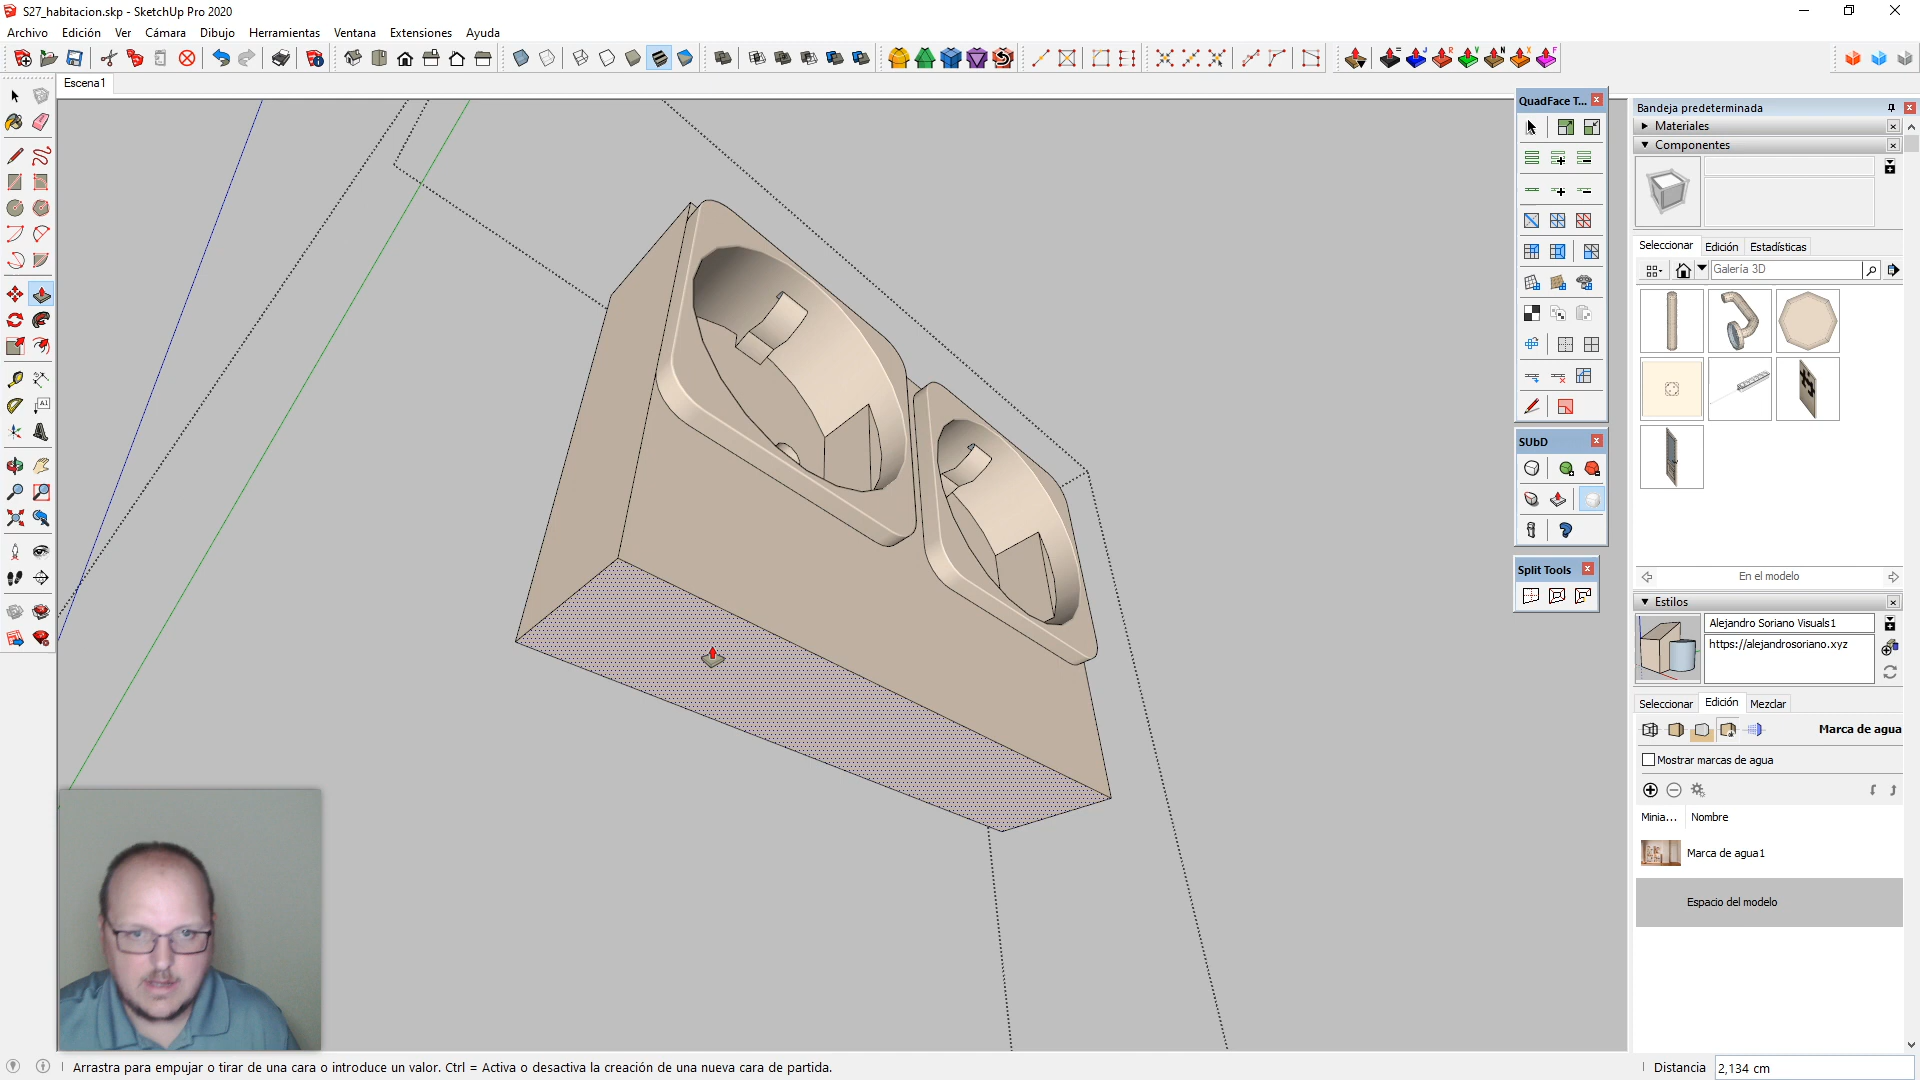 S27_habitacion.skp - SketchUp Pro 2020
Archivo Edición Ver Cámara Dibujo Herramientas Ventana Extensiones Ayuda
Escena1
QuadFace T...
SUbD
Split Tools
Bandeja predeterminada
Materiales
Componentes
Seleccionar Edición Estadísticas
Galería 3D
En el modelo
Estilos
Alejandro Soriano Visuals1
https://alejandrosoriano.xyz
Seleccionar Edición Mezclar
Marca de agua
Mostrar marcas de agua
Minia... Nombre
Marca de agua1
Espacio del modelo
Arrastra para empujar o tirar de una cara o introduce un valor. Ctrl = Activa o desactiva la creación de una nueva cara de partida.
Distancia 2,134 cm